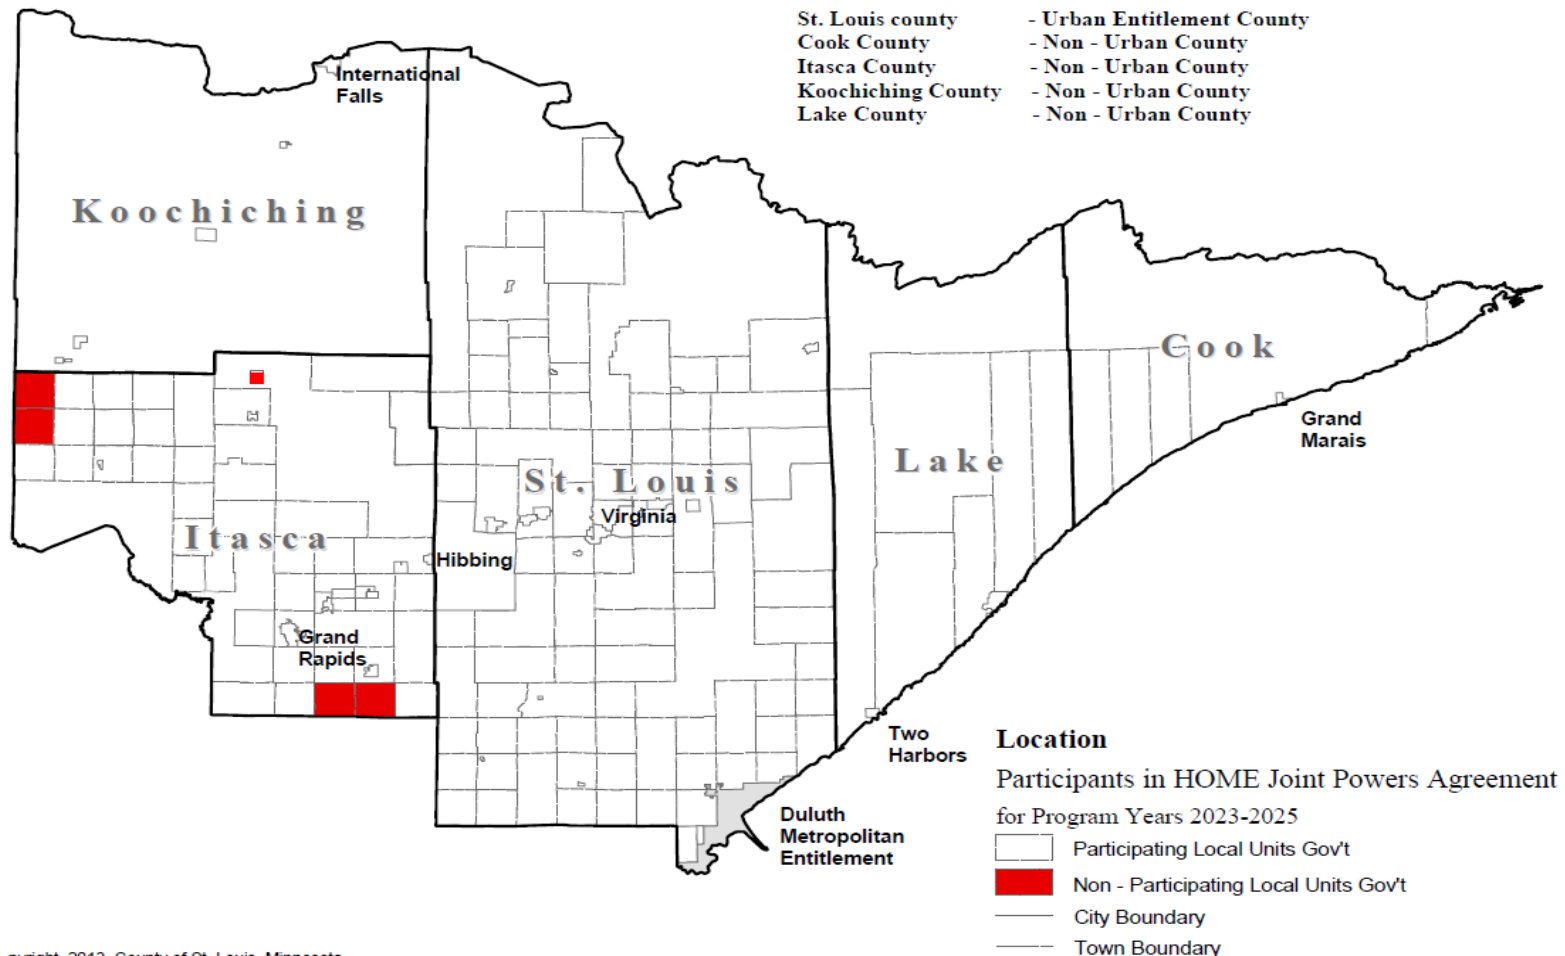 St. Louis county - Urban Entitlement County
Cook County - Non - Urban County
Itasca County - Non - Urban County
Koochiching County - Non - Urban County
Lake County - Non - Urban County
International
Falls
Koochiching
Cook
Grand
Marais
Lake
St. Louis
Virginia
Itasca
Hibbing
Grand
Rapids
Two
Harbors
Duluth
Metropolitan
Entitlement
Location
Participants in HOME Joint Powers Agreement
for Program Years 2023-2025
Participating Local Units Gov't
Non - Participating Local Units Gov't
City Boundary
Town Boundary
County of St. Louis, Minnesota